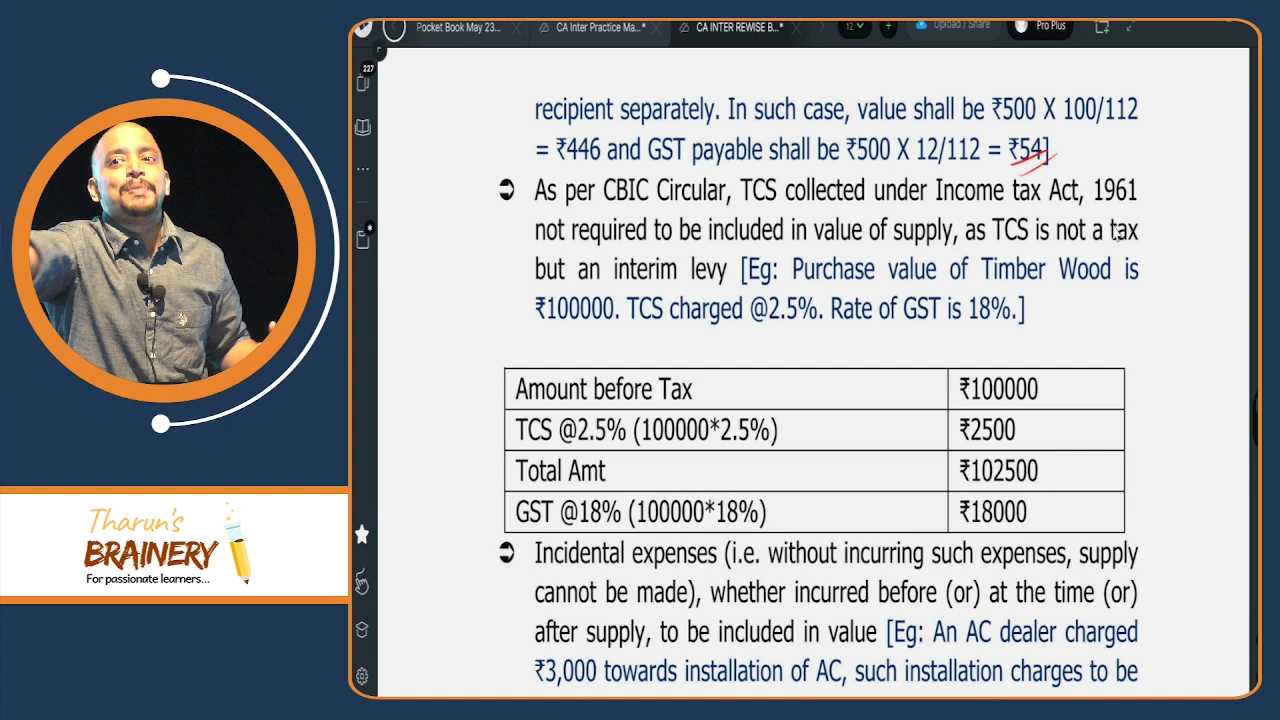 Pocket Book May 23...
CA Inter Practice Ma...*
CA INTER REWISE B...*
12
Upload / Share
Pro Plus
227
recipient separately. In such case, value shall be ₹500 X 100/112
= ₹446 and GST payable shall be ₹500 X 12/112 = ₹54]
➲ As per CBIC Circular, TCS collected under Income tax Act, 1961
not required to be included in value of supply, as TCS is not a tax
but an interim levy [Eg: Purchase value of Timber Wood is
₹100000. TCS charged @2.5%. Rate of GST is 18%.]
Amount before Tax ₹100000
TCS @2.5% (100000*2.5%) ₹2500
Total Amt ₹102500
GST @18% (100000*18%) ₹18000
➲ Incidental expenses (i.e. without incurring such expenses, supply
cannot be made), whether incurred before (or) at the time (or)
after supply, to be included in value [Eg: An AC dealer charged
₹3,000 towards installation of AC, such installation charges to be
Tharun's
BRAINERY
For passionate learners...